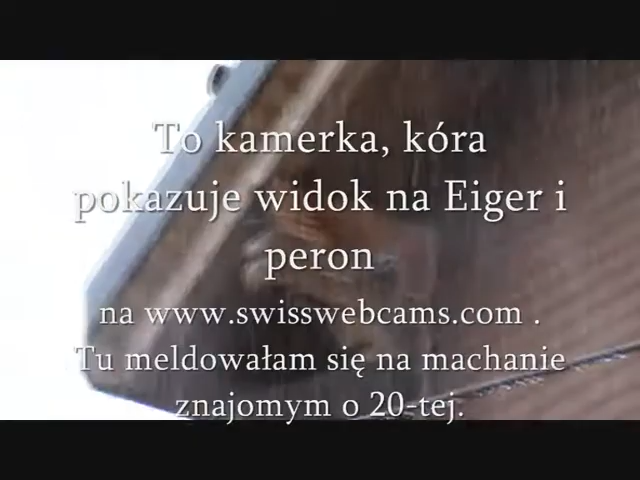 To kamerka, kóra
pokazuje widok na Eiger i
peron
na www.swisswebcams.com .
Tu meldowałam się na machanie
znajomym o 20-tej.